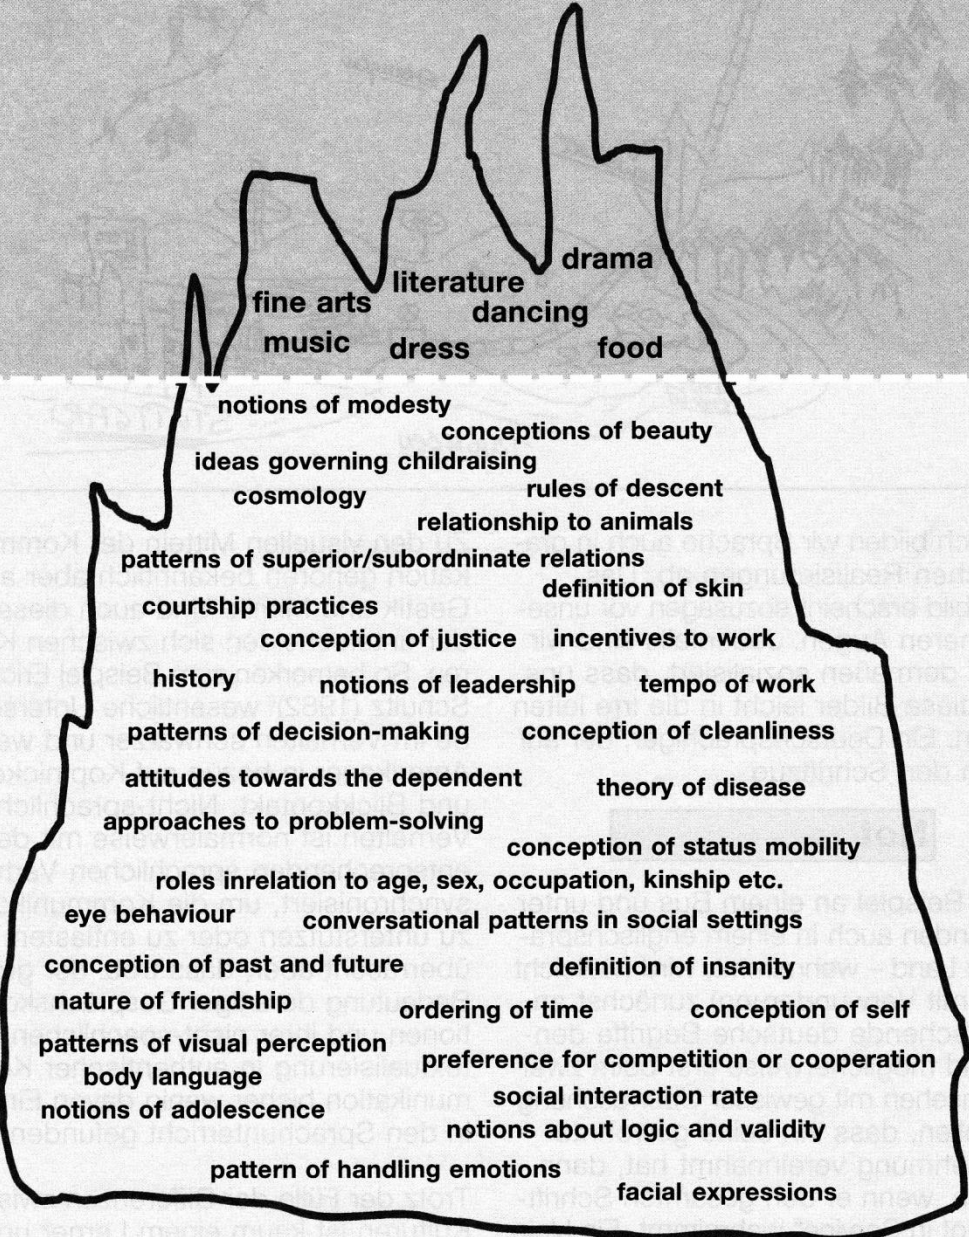 drama
literature
fine arts
dancing
music dress food
notions of modesty
conceptions of beauty
ideas governing childraising
cosmology rules of descent
relationship to animals
patterns of superior/subordninate relations
definition of skin
courtship practices
conception of justice incentives to work
history notions of leadership tempo of work
patterns of decision-making conception of cleanliness
attitudes towards the dependent
theory of disease
approaches to problem-solving
conception of status mobility
roles inrelation to age, sex, occupation, kinship etc.
eye behaviour conversational patterns in social settings
conception of past and future definition of insanity
nature of friendship ordering of time conception of self
patterns of visual perception
preference for competition or cooperation
body language
social interaction rate
notions of adolescence
notions about logic and validity
pattern of handling emotions
facial expressions